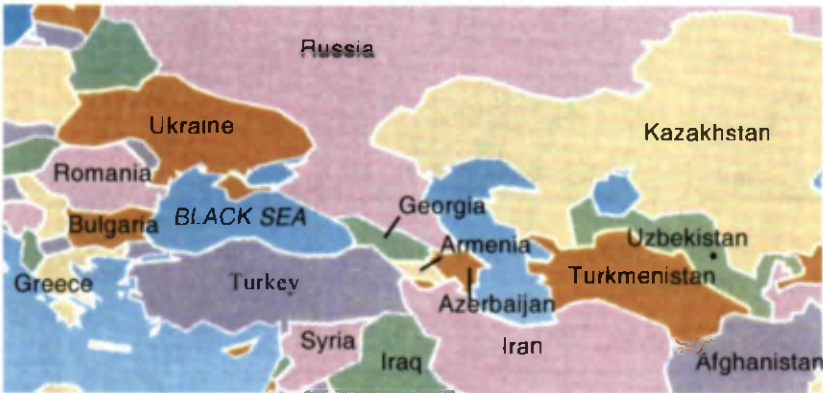 Russia
Ukraine
Kazakhstan
Romania
Georgia
Bulgaria
BLACK SEA
Armenia
Uzbekistan
Greece
Turkey
Turkmenistan
Azerbaijan
Syria
Iraq
Iran
Afghanistan